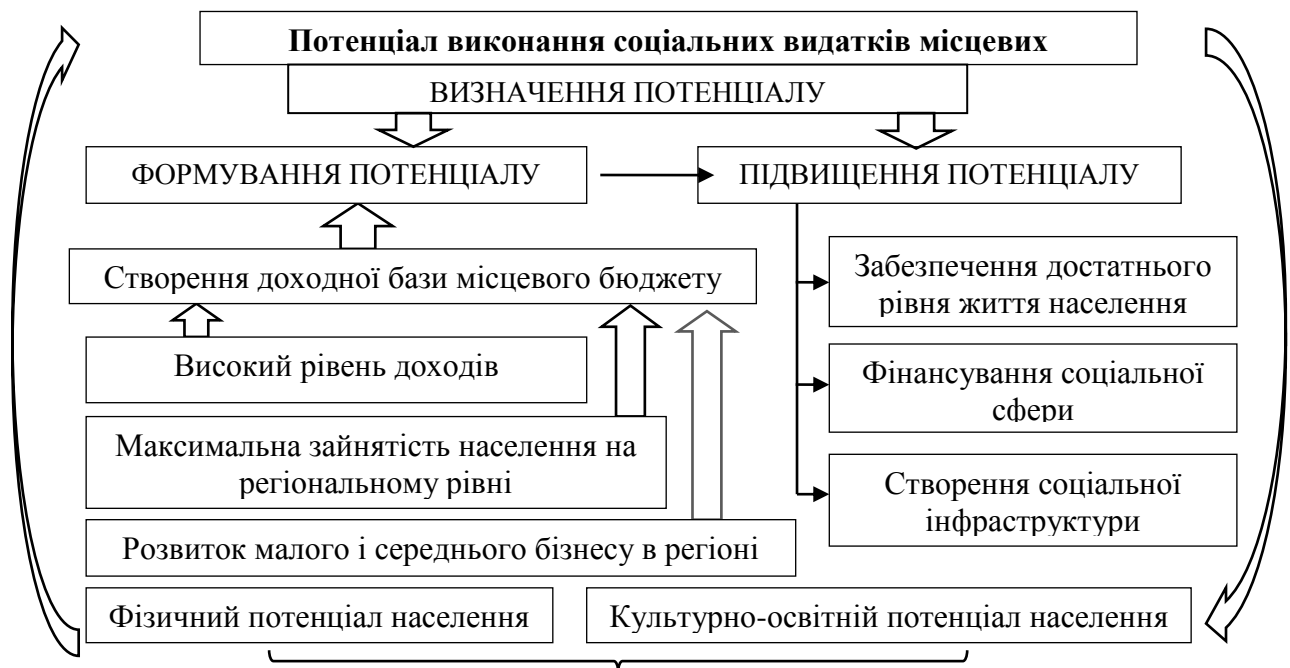 Потенціал виконання соціальних видатків місцевих
ВИЗНАЧЕННЯ ПОТЕНЦІАЛУ
ФОРМУВАННЯ ПОТЕНЦІАЛУ
ПІДВИЩЕННЯ ПОТЕНЦІАЛУ
Створення доходної бази місцевого бюджету
Високий рівень доходів
Максимальна зайнятість населення на
регіональному рівні
Розвиток малого і середнього бізнесу в регіоні
Забезпечення достатнього
рівня життя населення
Фінансування соціальної
сфери
Створення соціальної
інфраструктури
Фізичний потенціал населення
Культурно-освітній потенціал населення